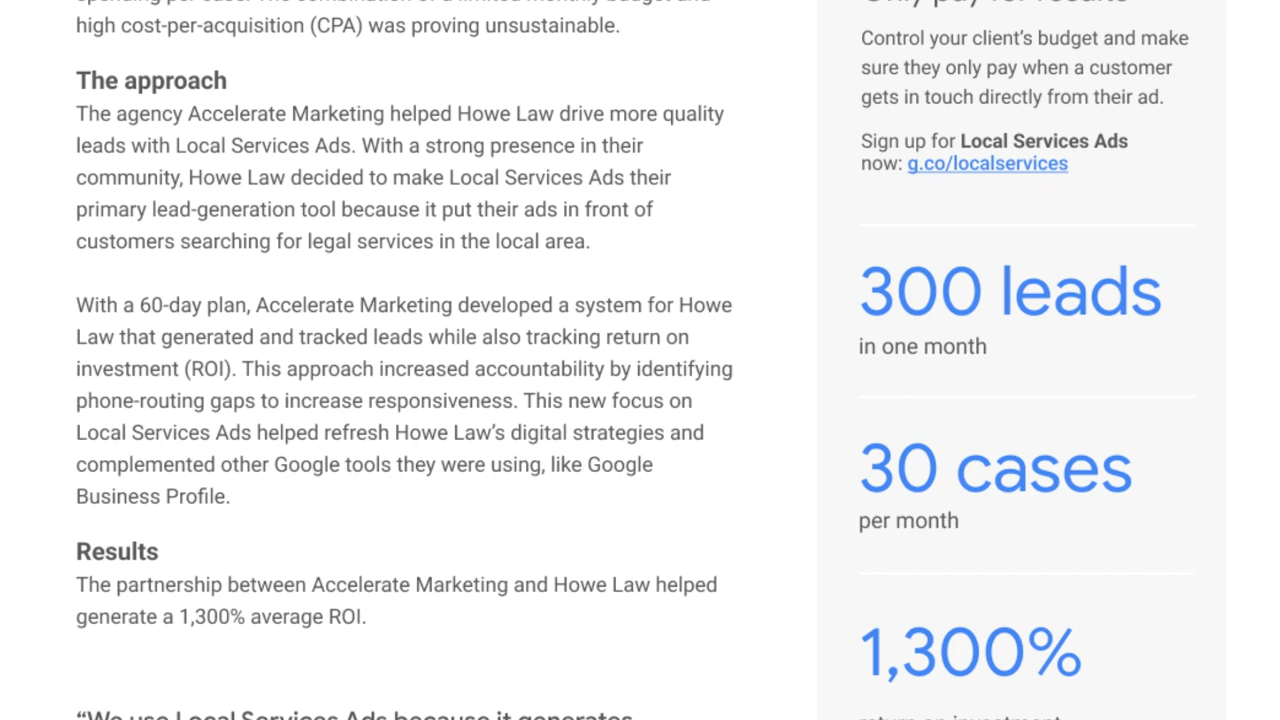 spending per case. The combination of a limited monthly budget and
high cost-per-acquisition (CPA) was proving unsustainable.
The approach
The agency Accelerate Marketing helped Howe Law drive more quality
leads with Local Services Ads. With a strong presence in their
community, Howe Law decided to make Local Services Ads their
primary lead-generation tool because it put their ads in front of
customers searching for legal services in the local area.
With a 60-day plan, Accelerate Marketing developed a system for Howe
Law that generated and tracked leads while also tracking return on
investment (ROI). This approach increased accountability by identifying
phone-routing gaps to increase responsiveness. This new focus on
Local Services Ads helped refresh Howe Law’s digital strategies and
complemented other Google tools they were using, like Google
Business Profile.
Results
The partnership between Accelerate Marketing and Howe Law helped
generate a 1,300% average ROI.
“We use Local Services Ads because it generates
Only pay for results
Control your client’s budget and make
sure they only pay when a customer
gets in touch directly from their ad.
Sign up for Local Services Ads
now: g.co/localservices
300 leads
in one month
30 cases
per month
1,300%
return on investment